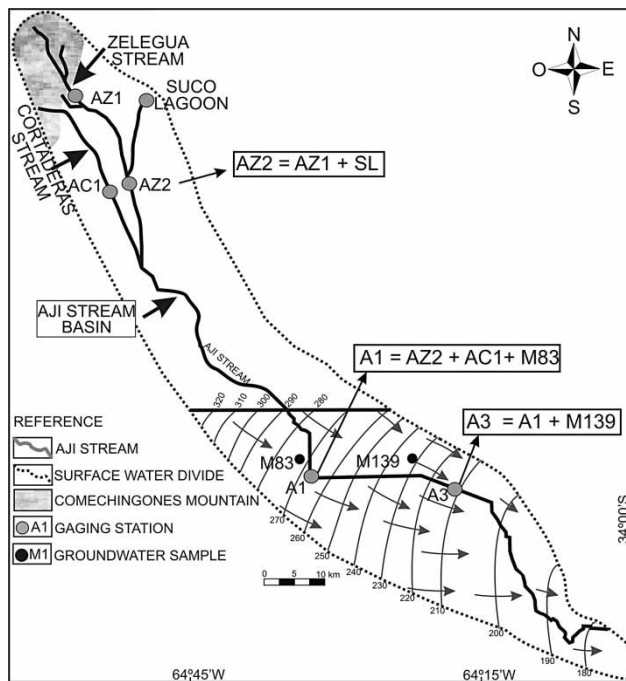 ZELEGUA
STREAM
N
O
E
S
AZ1
SUCO
LAGOON
CORTADERAS
STREAM
AC1
AZ2
AZ2 = AZ1 + SL
AJI STREAM
BASIN
AJI STREAM
A1 = AZ2 + AC1+ M83
320
310
300
290
280
A3 = A1 + M139
REFERENCE
AJI STREAM
SURFACE WATER DIVIDE
COMECHINGONES MOUNTAIN
A1 GAGING STATION
M1 GROUNDWATER SAMPLE
M83
M139
A1
A3
270
260
250
240
230
220
210
200
190
180
0 5 10 km
34°00'S
64°45'W
64°15'W